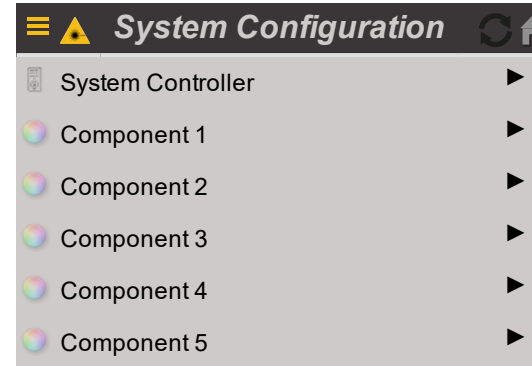 System Configuration
System Controller
Component 1
Component 2
Component 3
Component 4
Component 5